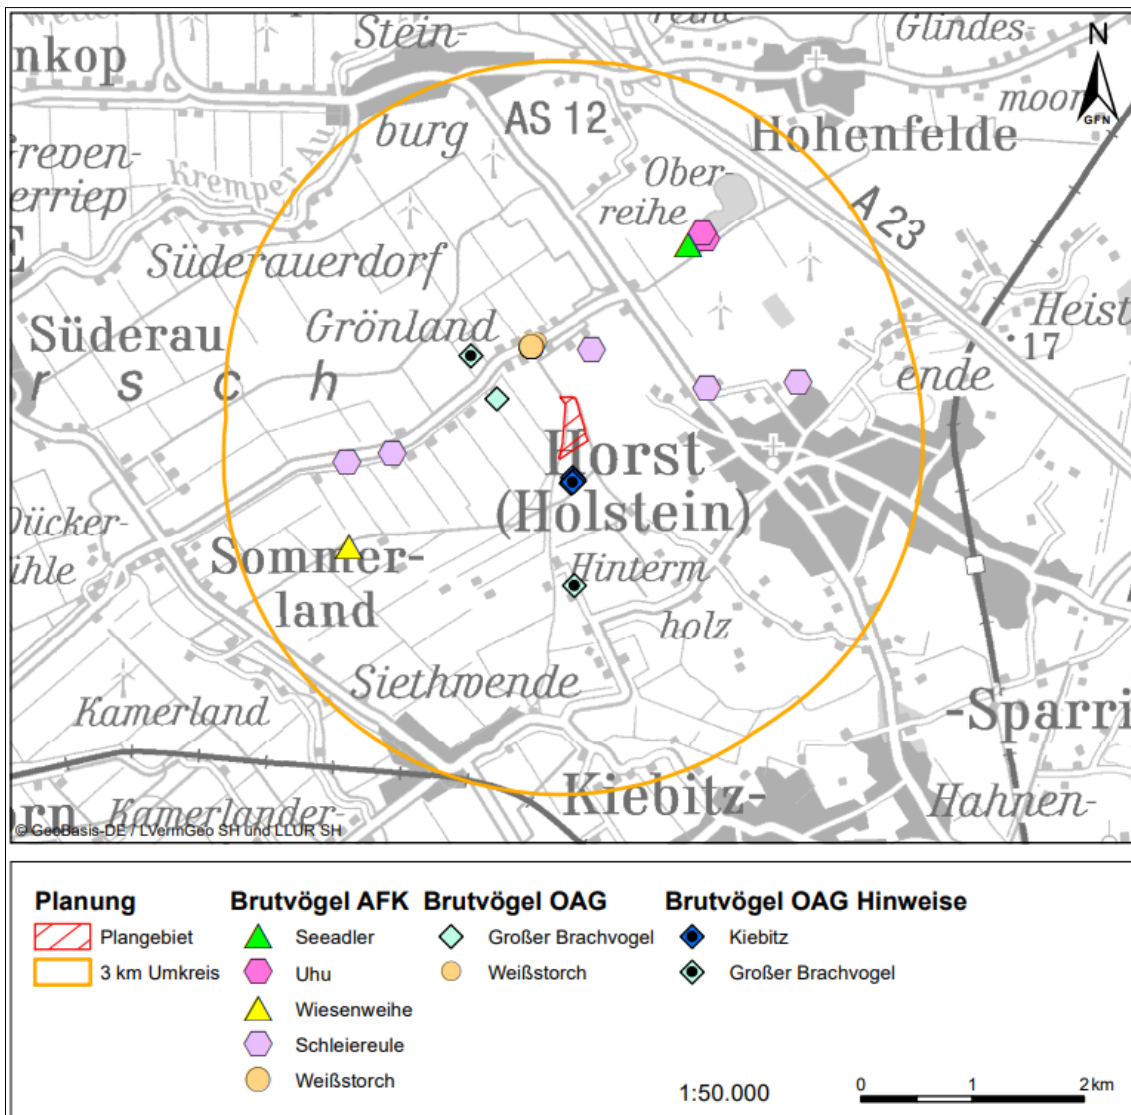 Stein-
burg
nkop
reihe
Glindes-
moor
N
GFN
AS 12
Hohenfelde
Kremper Au
Ober-
reihe
A 23
Süderauerdorf
Süderau
Grönland
Heist
17
ende
r s c h
Horst
(Holstein)
Dücker-
ühle
Sommer-
land
Hinterm
holz
Siethwende
Kamerland
-Sparri
Kiebitz-
Hahnen-
orn
Kamerlander-
© GeoBasis-DE / LVermGeo SH und LLUR SH
Planung
Plangebiet
3 km Umkreis
Brutvögel AFK
Seeadler
Uhu
Wiesenweihe
Schleiereule
Weißstorch
Brutvögel OAG
Großer Brachvogel
Weißstorch
Brutvögel OAG Hinweise
Kiebitz
Großer Brachvogel
1:50.000
0 1 2 km